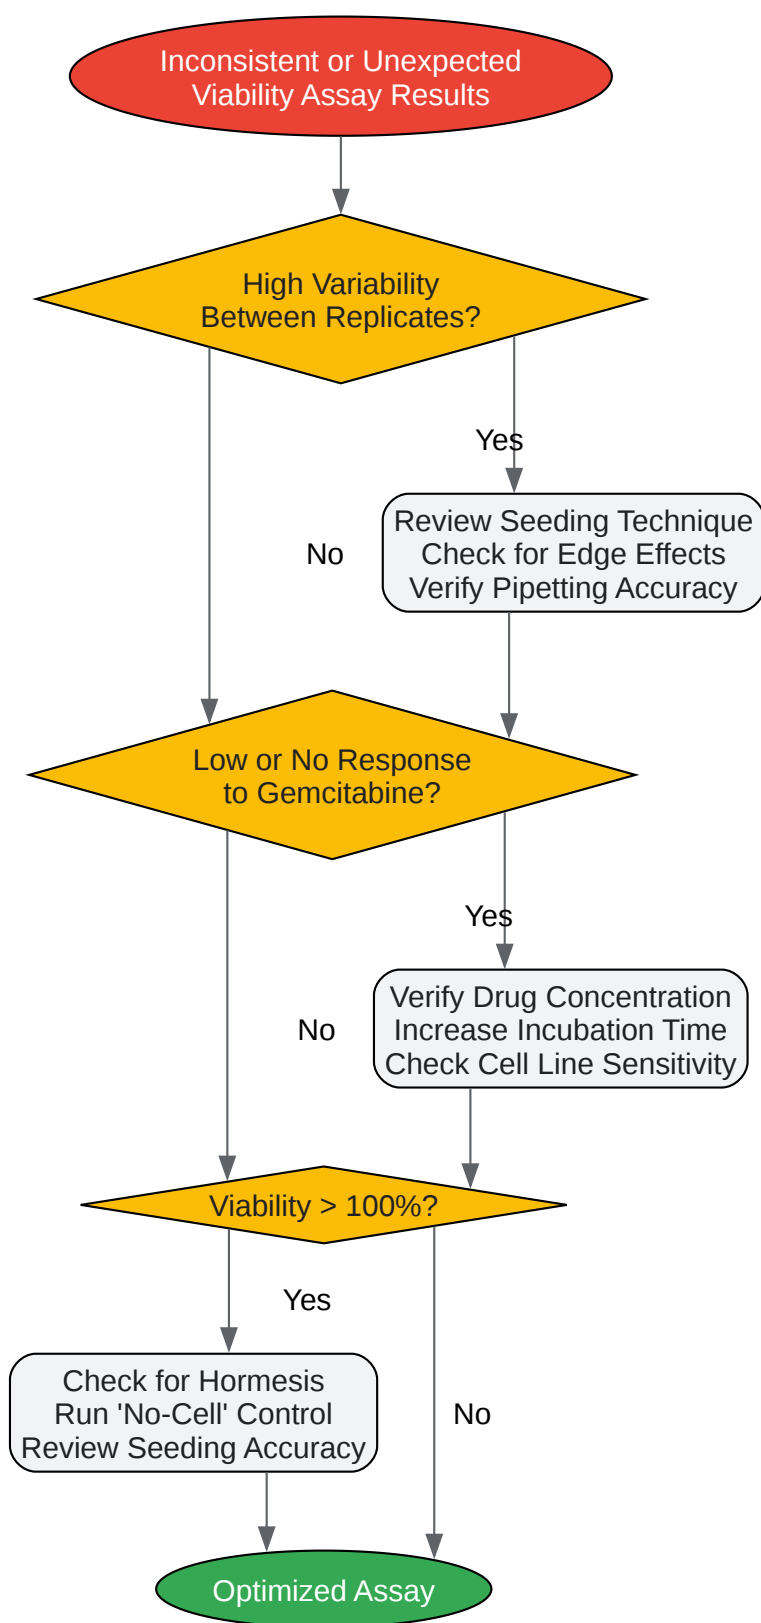 Inconsistent or Unexpected
Viability Assay Results
High Variability
Between Replicates?
Yes
No
Review Seeding Technique
Check for Edge Effects
Verify Pipetting Accuracy
Low or No Response
to Gemcitabine?
Yes
No
Verify Drug Concentration
Increase Incubation Time
Check Cell Line Sensitivity
Viability > 100%?
Yes
No
Check for Hormesis
Run 'No-Cell' Control
Review Seeding Accuracy
Optimized Assay